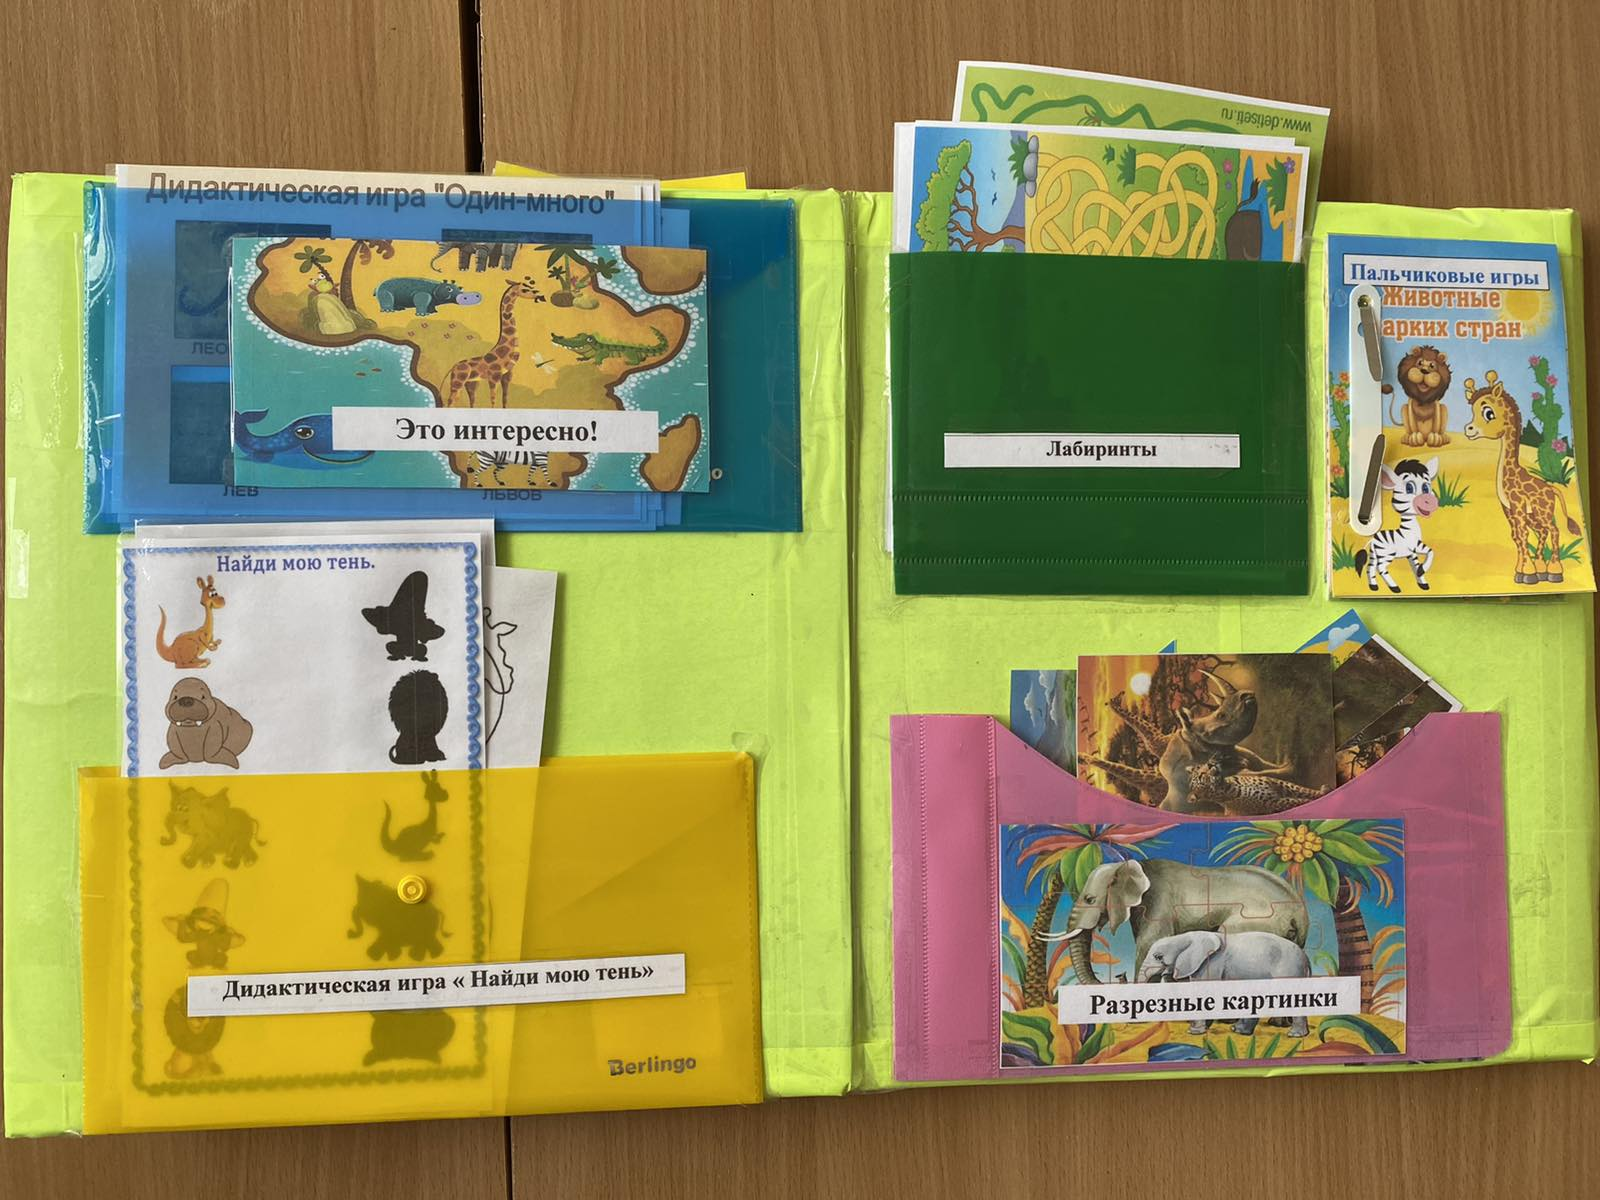 Дидактическая игра "Один-много"
ЛЕВ
ЛЬВОВ
Это интересно!
Найди мою тень.
Дидактическая игра « Найди мою тень»
Berlingo
www.detiseti.ru
Лабиринты
Пальчиковые игры
Животные
жарких стран
Разрезные картинки